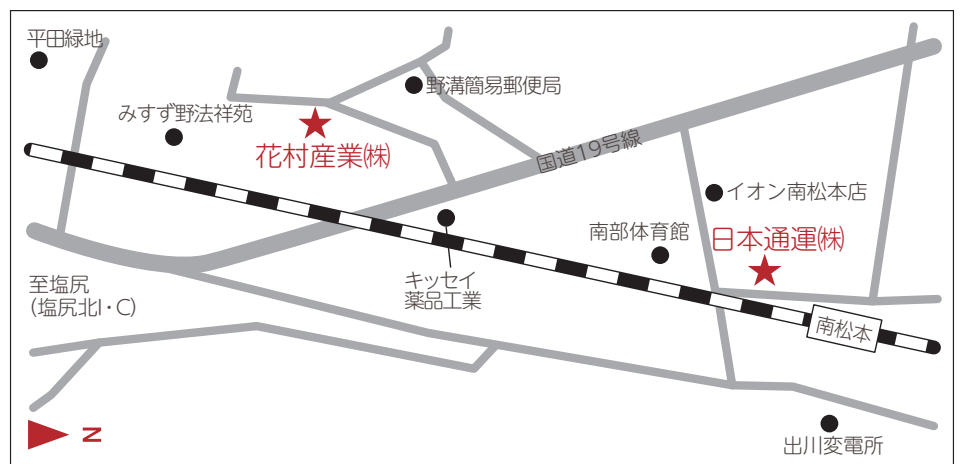 平田緑地
野溝簡易郵便局
みすず野法祥苑
花村産業㈱
国道19号線
イオン南松本店
南部体育館
日本通運㈱
キッセイ
薬品工業
至塩尻
(塩尻北I・C)
南松本
出川変電所
N